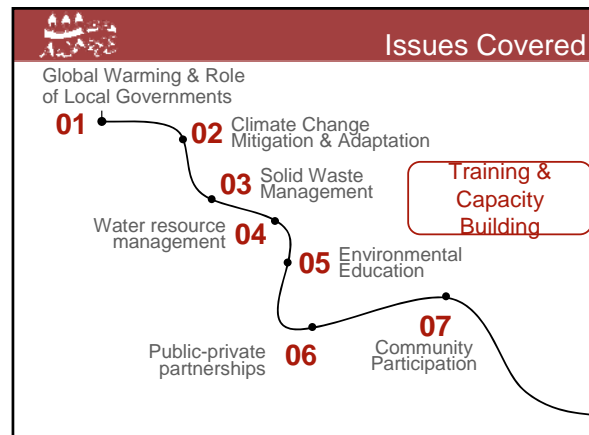 Issues Covered
Global Warming & Role
of Local Governments
01
02
Climate Change
Mitigation & Adaptation
03
Solid Waste
Management
Training &
Capacity
Building
Water resource
management
04
05
Environmental
Education
Public-private
partnerships
06
07
Community
Participation